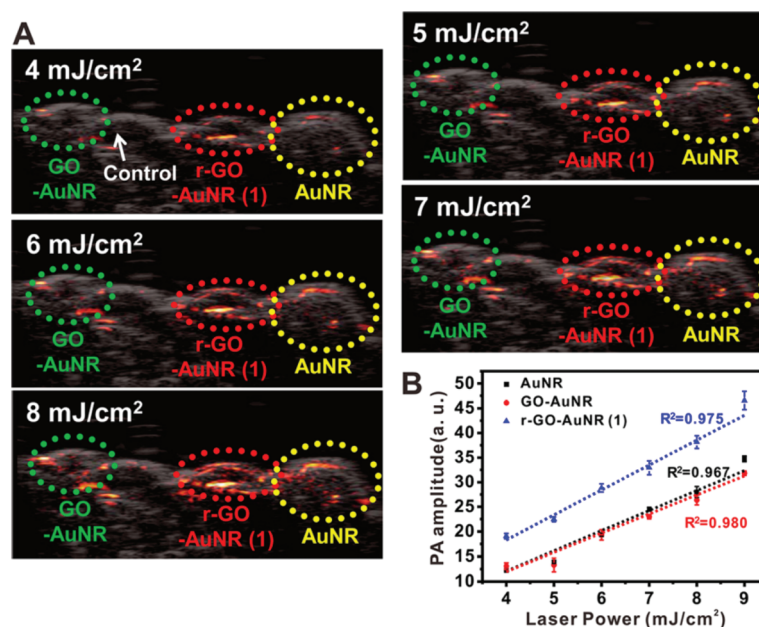 A
4 mJ/cm²
GO
-AuNR
Control
r-GO
-AuNR (1)
AuNR
5 mJ/cm²
GO
-AuNR
r-GO
-AuNR (1)
AuNR
6 mJ/cm²
GO
-AuNR
r-GO
-AuNR (1)
AuNR
7 mJ/cm²
GO
-AuNR
r-GO
-AuNR (1)
AuNR
8 mJ/cm²
GO
-AuNR
r-GO
-AuNR (1)
AuNR
B
PA amplitude(a. u.)
50
45
40
35
30
25
20
15
10
AuNR
GO-AuNR
r-GO-AuNR (1)
R²=0.975
R²=0.967
R²=0.980
4 5 6 7 8 9
Laser Power (mJ/cm²)